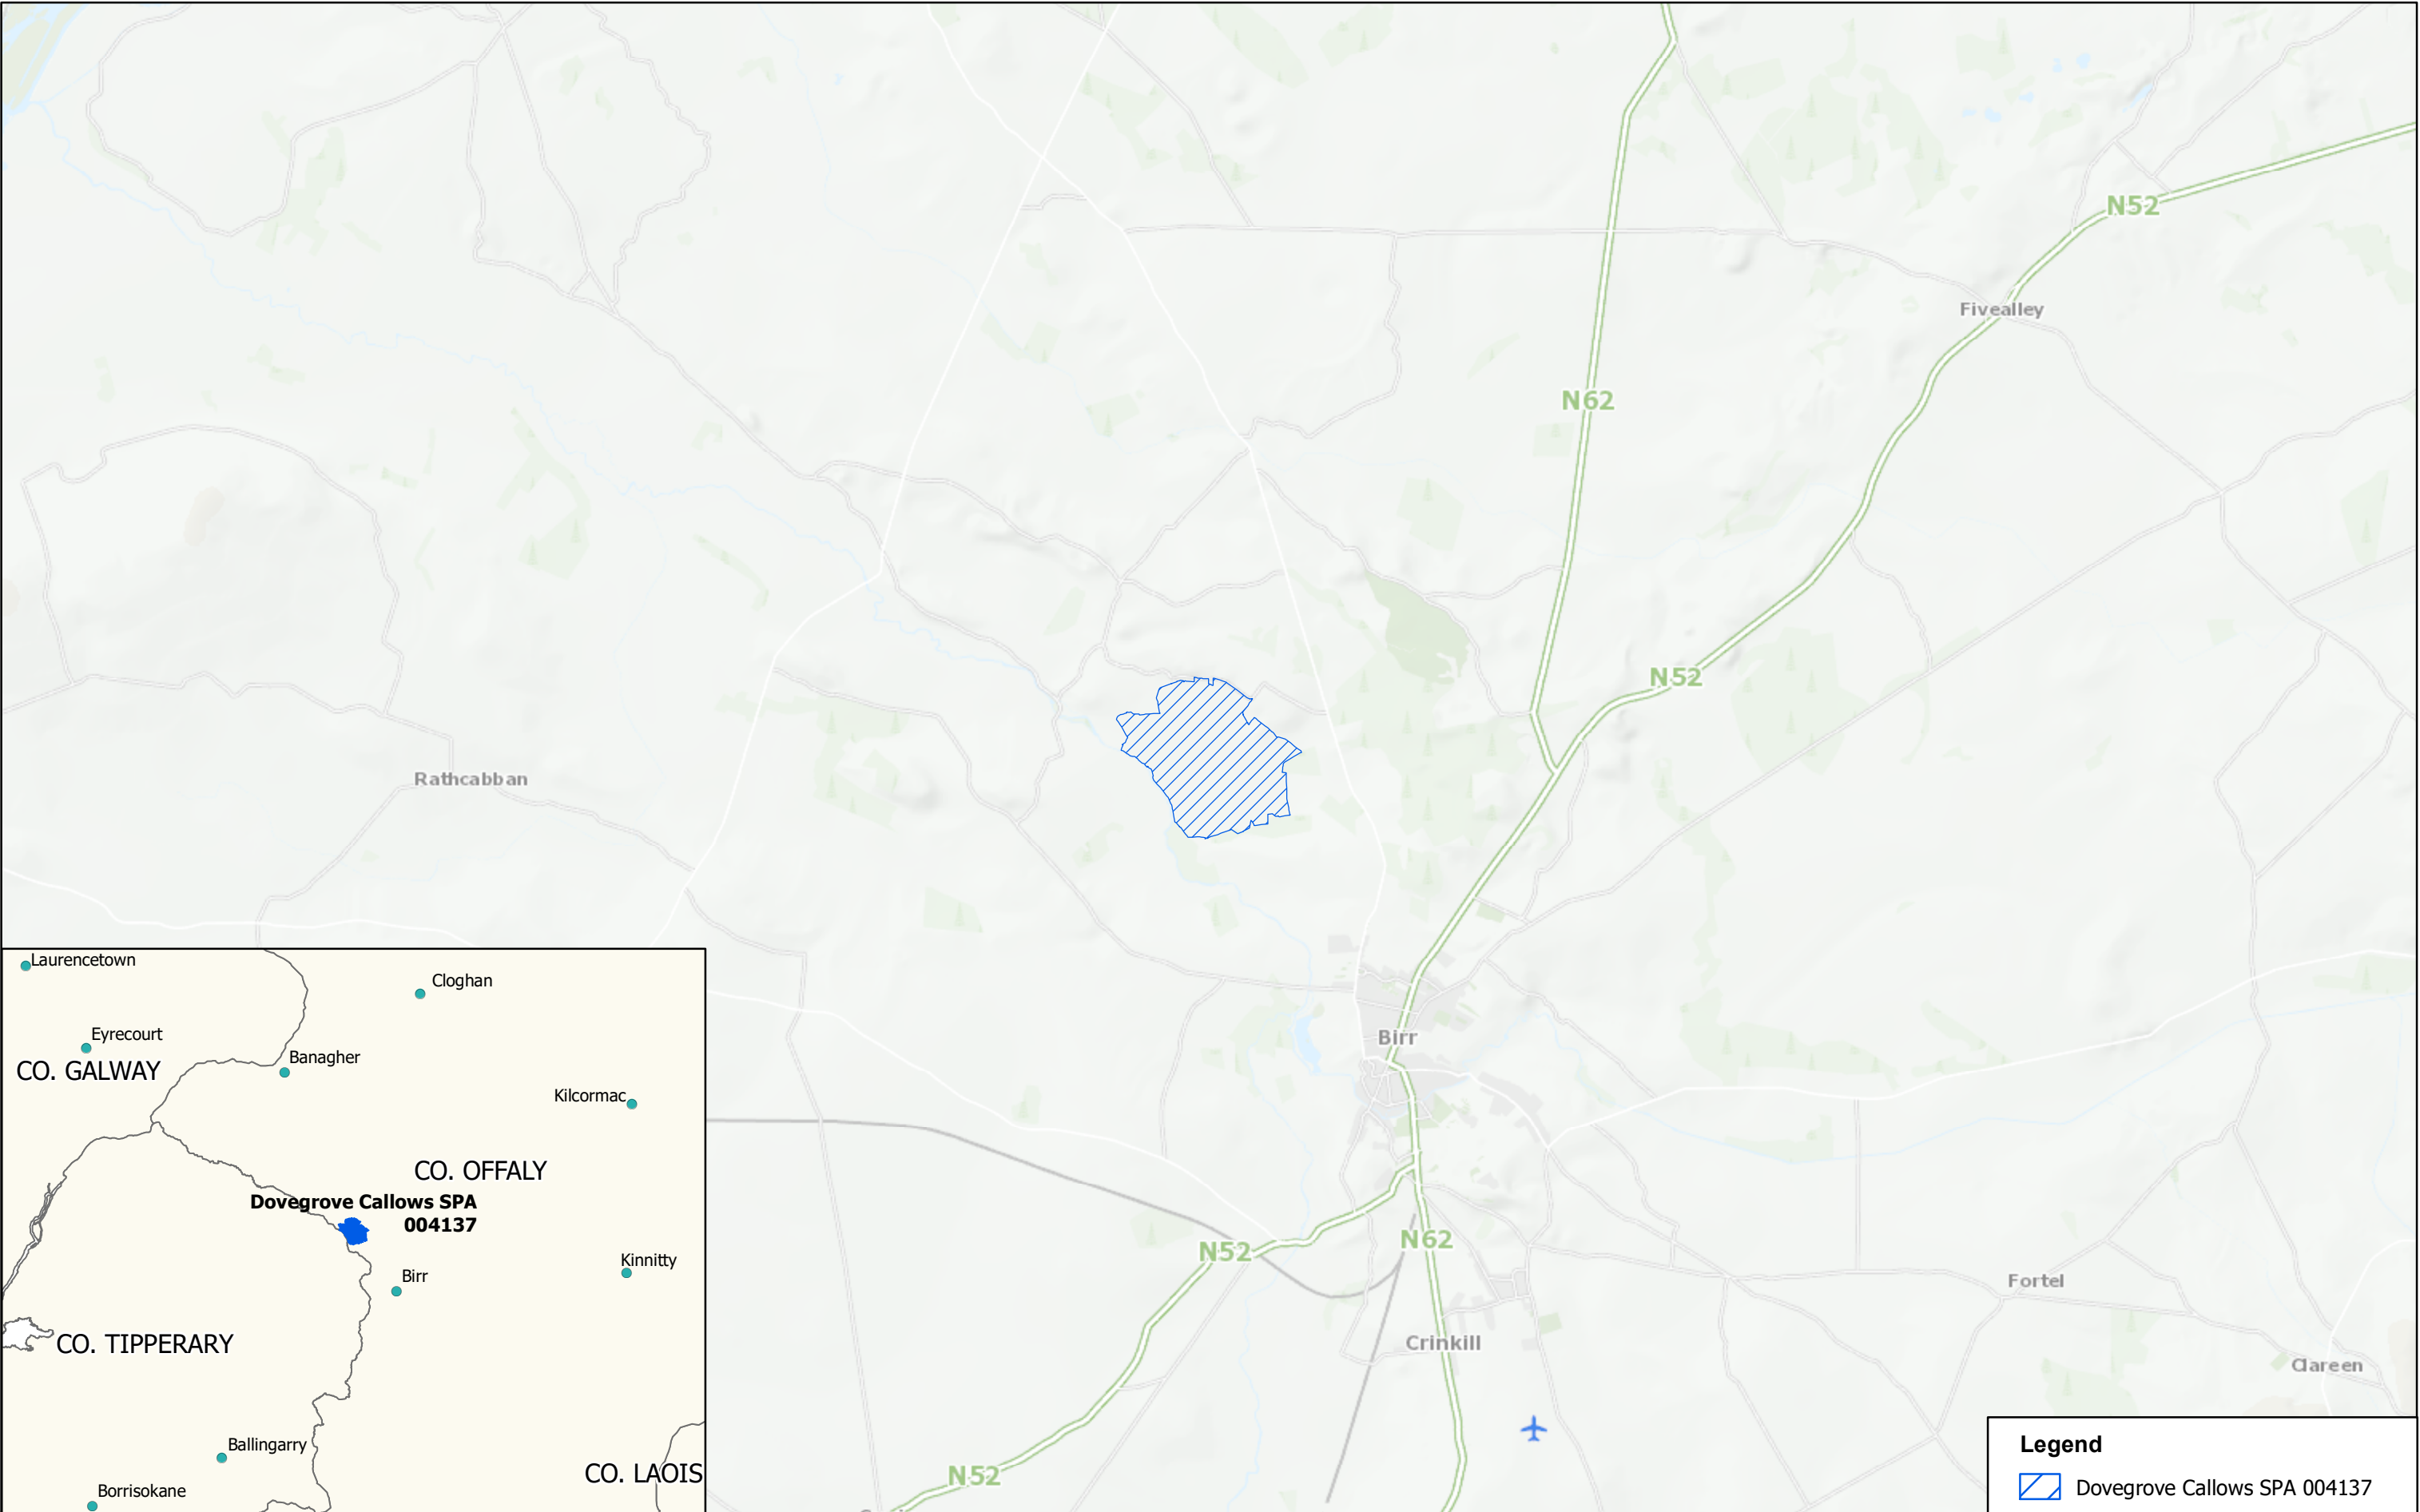 N52
Fivealley
N62
N52
Rathcabban
Birr
N52
N62
Fortel
Crinkill
Clareen
N52
Laurencetown
Cloghan
Eyrecourt
Banagher
CO. GALWAY
Kilcormac
CO. OFFALY
Dovegrove Callows SPA
004137
Kinnitty
Birr
CO. TIPPERARY
Ballingarry
CO. LAOIS
Borrisokane
Legend
Dovegrove Callows SPA 004137